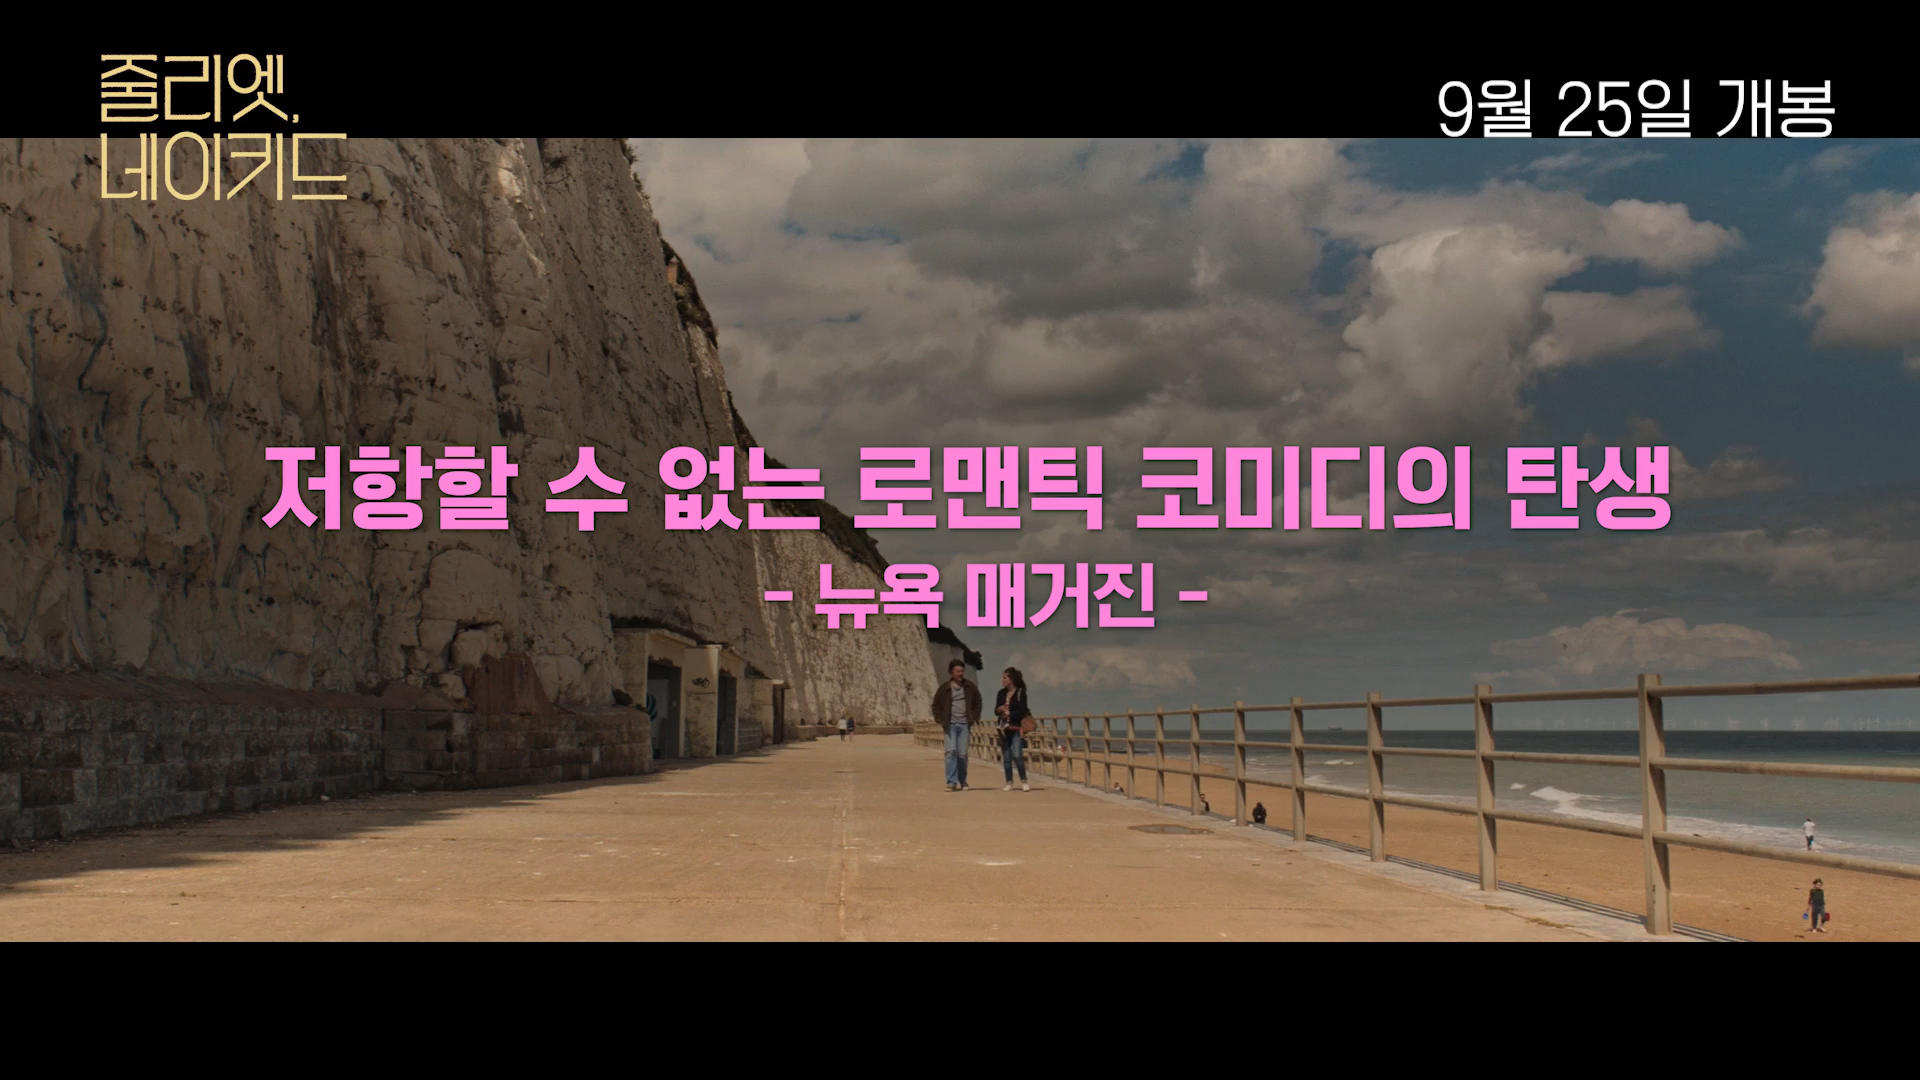 줄리엣,
네이키드
9월 25일 개봉
저항할 수 없는 로맨틱 코미디의 탄생
- 뉴욕 매거진 -